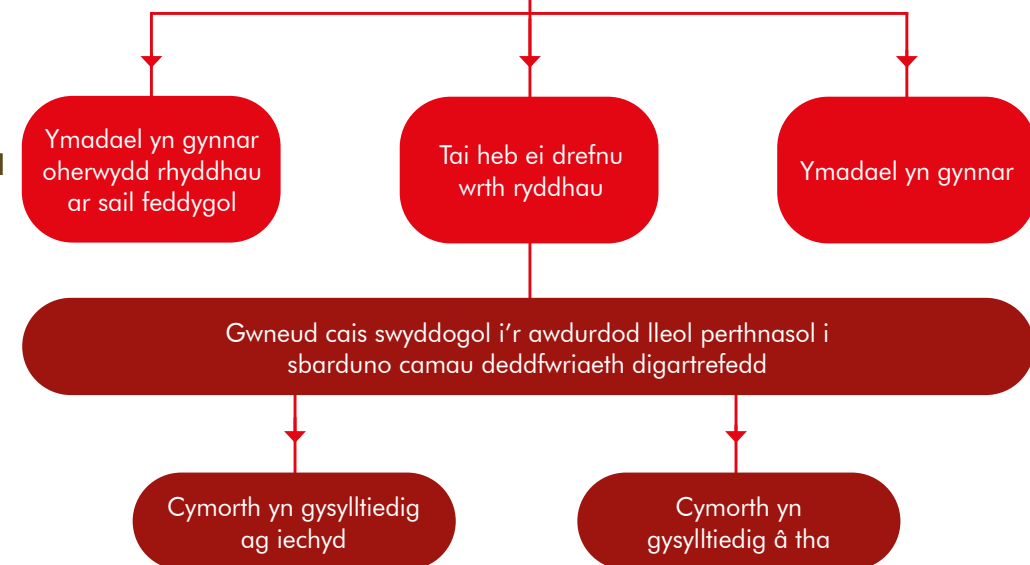 Ymadael yn gynnar
oherwydd rhyddhau
ar sail feddygol
Tai heb ei drefnu
wrth ryddhau
Ymadael yn gynnar
Gwneud cais swyddogol i'r awdurdod lleol perthnasol i
sbarduno camau deddfwriaeth digartrefedd
Cymorth yn gysylltiedig
ag iechyd
Cymorth yn
gysylltiedig â tha